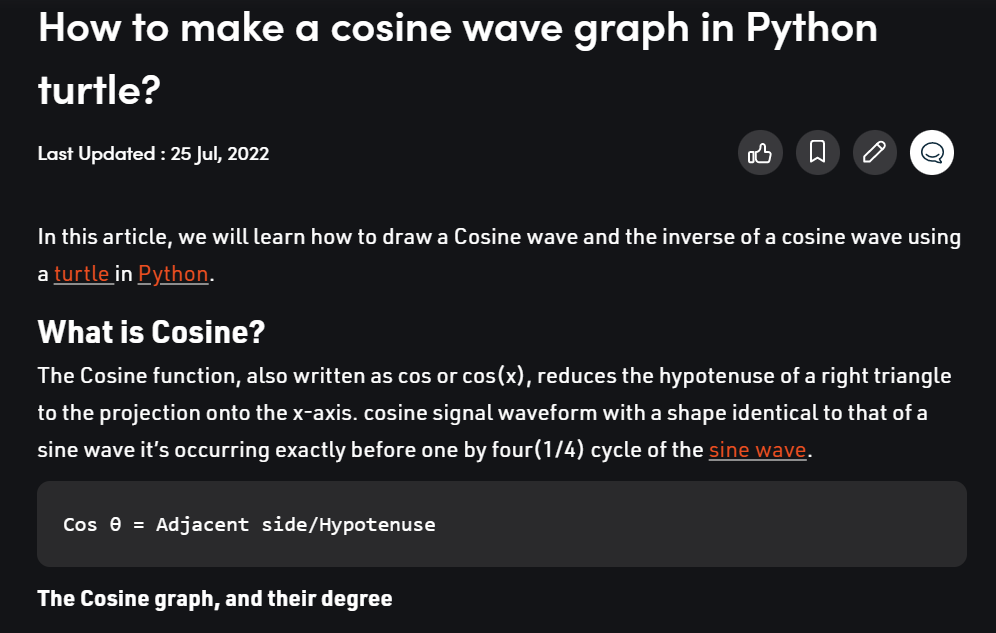 How to make a cosine wave graph in Python
turtle?
Last Updated : 25 Jul, 2022
In this article, we will learn how to draw a Cosine wave and the inverse of a cosine wave using
a turtle in Python.
What is Cosine?
The Cosine function, also written as cos or cos(x), reduces the hypotenuse of a right triangle
to the projection onto the x-axis. cosine signal waveform with a shape identical to that of a
sine wave it’s occurring exactly before one by four(1/4) cycle of the sine wave.
Cos θ = Adjacent side/Hypotenuse
The Cosine graph, and their degree